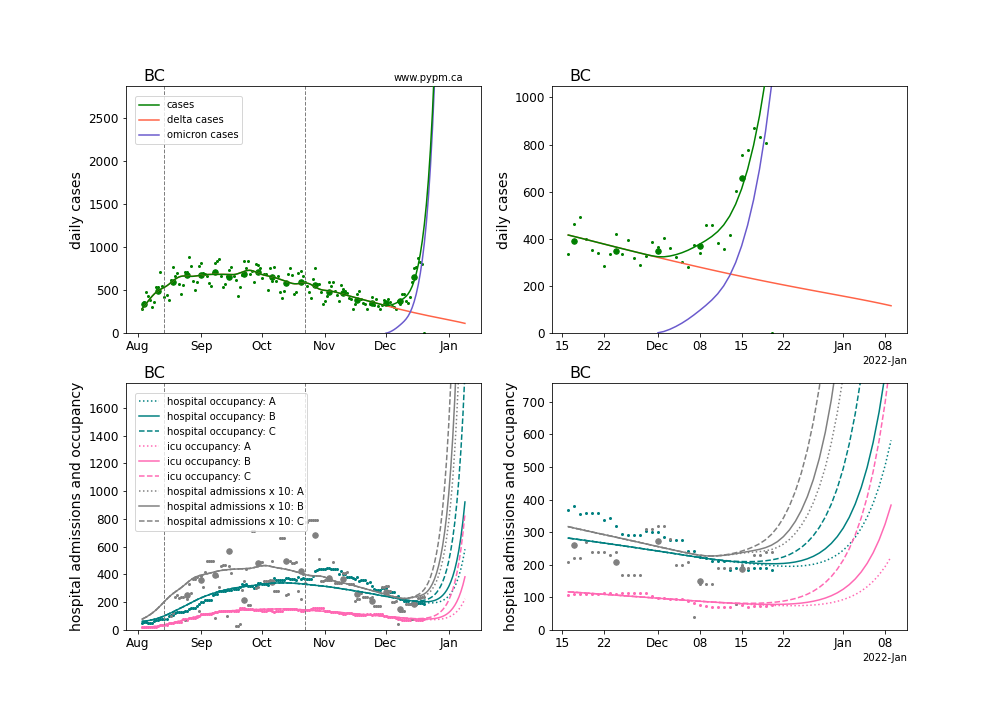 BC
www.pypm.ca
daily cases
2500
2000
1500
1000
500
0
cases
delta cases
omicron cases
Aug Sep Oct Nov Dec Jan
BC
daily cases
1000
800
600
400
200
0
15 22 Dec 08 15 22 Jan 08
2022-Jan
BC
hospital admissions and occupancy
1600
1400
1200
1000
800
600
400
200
0
hospital occupancy: A
hospital occupancy: B
hospital occupancy: C
icu occupancy: A
icu occupancy: B
icu occupancy: C
hospital admissions x 10: A
hospital admissions x 10: B
hospital admissions x 10: C
Aug Sep Oct Nov Dec Jan
BC
hospital admissions and occupancy
700
600
500
400
300
200
100
0
15 22 Dec 08 15 22 Jan 08
2022-Jan